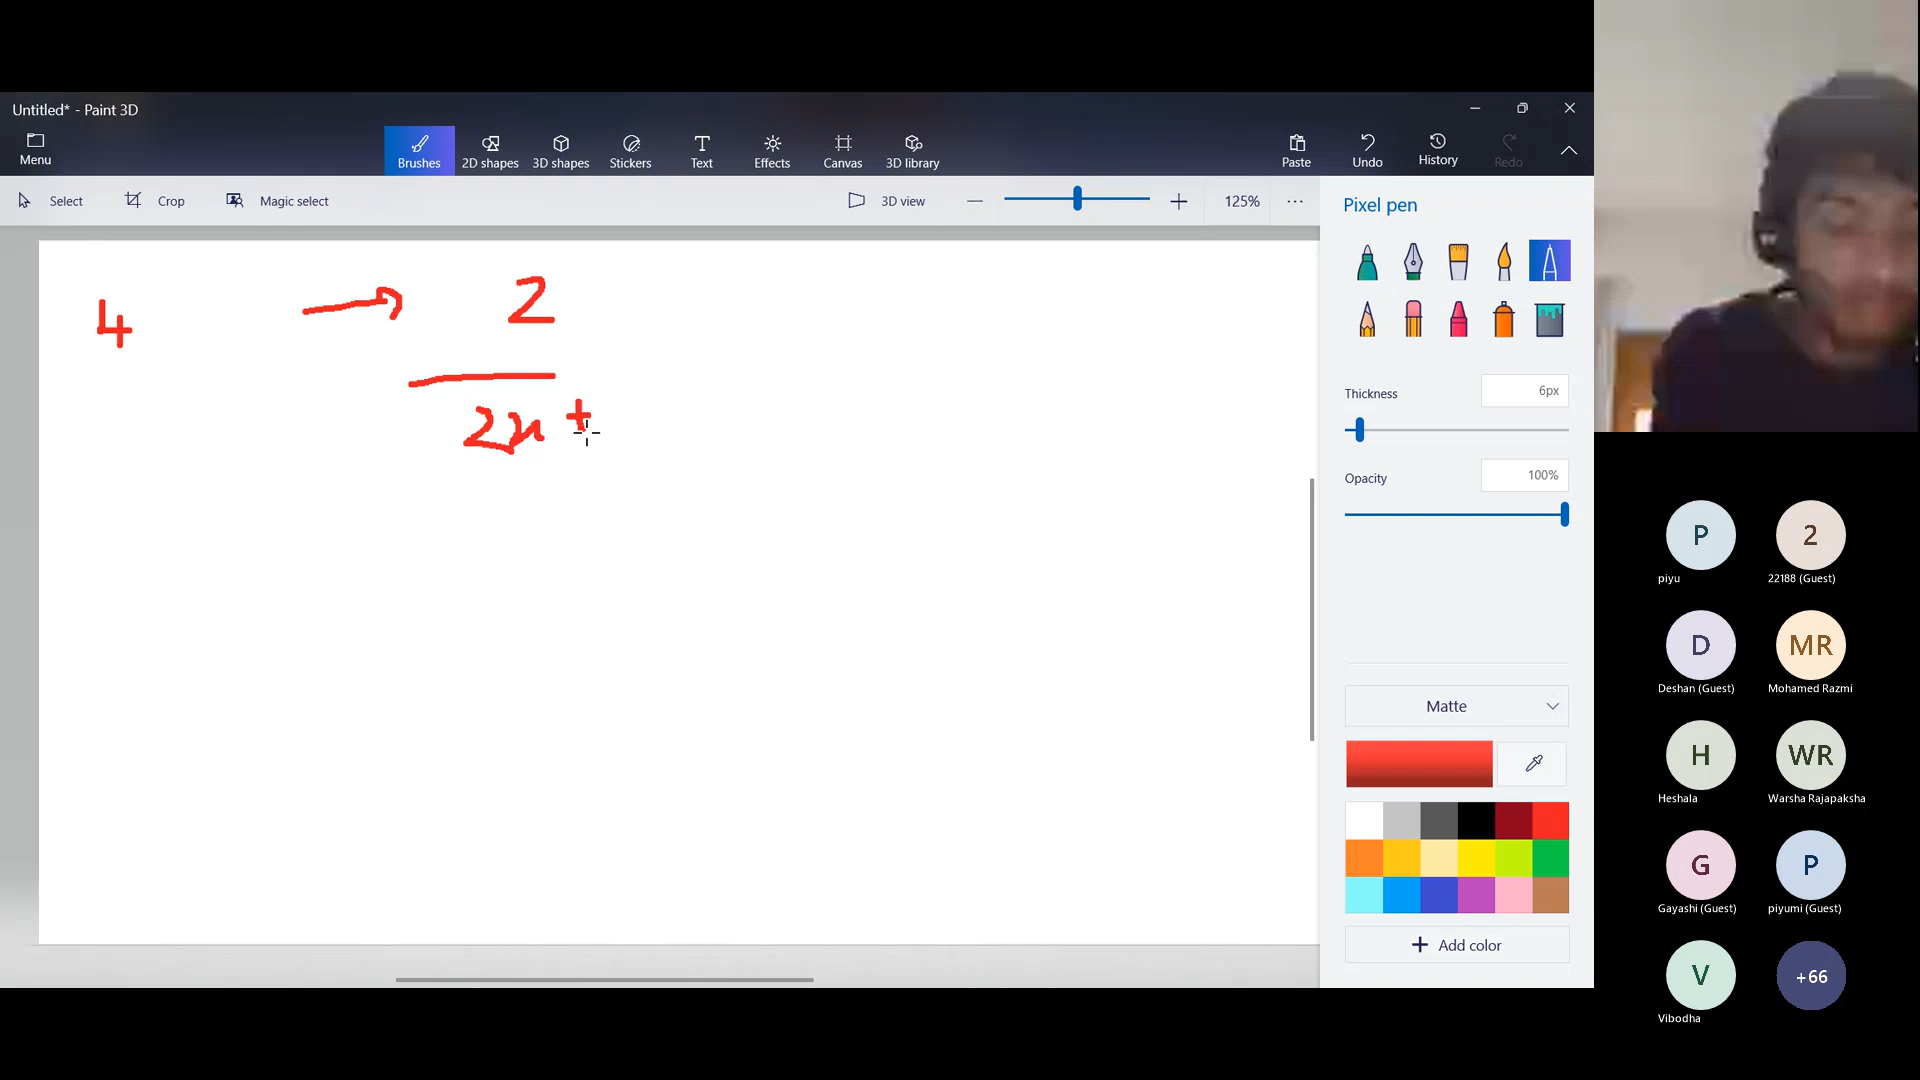 Untitled* - Paint 3D
Menu
Brushes
2D shapes
3D shapes
Stickers
Text
Effects
Canvas
3D library
Paste
Undo
History
Redo
Select
Crop
Magic select
3D view
125%
Pixel pen
4 → 2
2x +
Thickness
6px
Opacity
100%
Matte
Add color
P
piyu
2
22188 (Guest)
D
Deshan (Guest)
MR
Mohamed Razmi
H
Heshala
WR
Warsha Rajapaksha
G
Gayashi (Guest)
P
piyumi (Guest)
V
Vibodha
+66